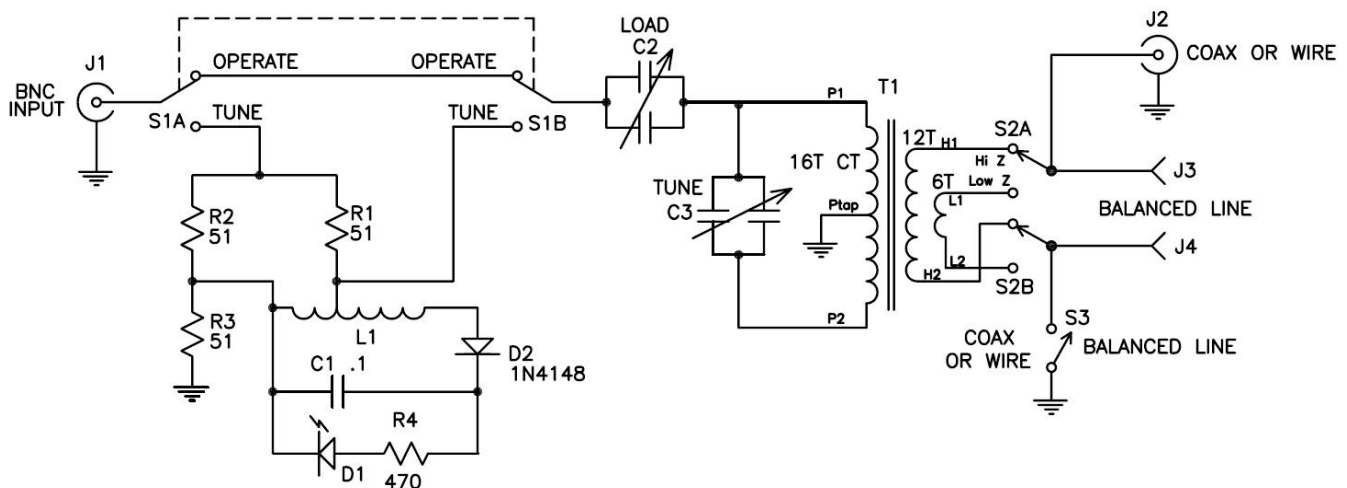 J1
BNC
INPUT
OPERATE
OPERATE
S1A
TUNE
TUNE
S1B
LOAD
C2
J2
COAX OR WIRE
P1
T1
16T CT
12T
H1
S2A
Hi Z
Low Z
6T
L1
J3
BALANCED LINE
J4
TUNE
C3
Ptap
L2
H2
S2B
P2
R2
51
R1
51
R3
51
L1
D2
1N4148
C1 .1
R4
470
D1
S3
COAX
OR WIRE
BALANCED LINE